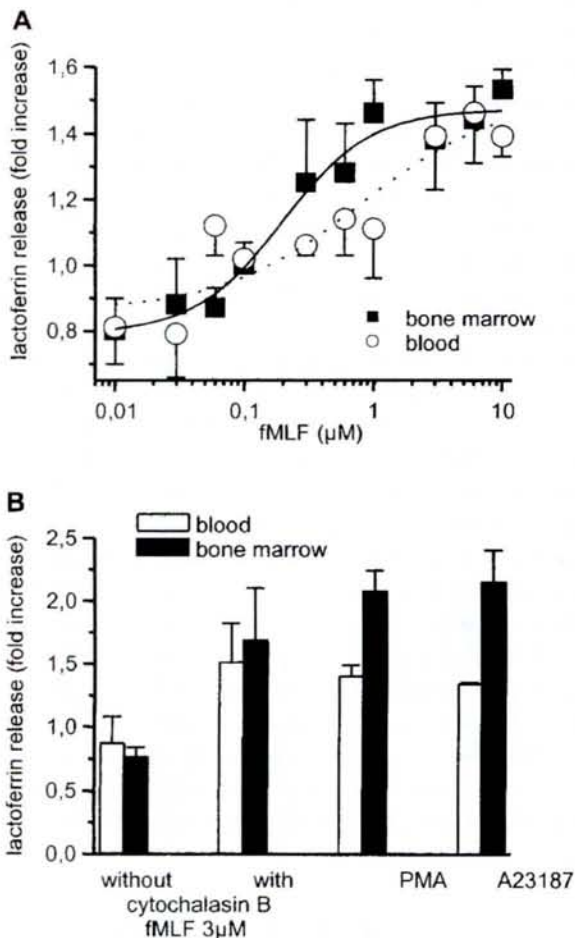 A
lactoferrin release (fold increase)
1,6
1,4
1,2
1,0
0,8
bone marrow
blood
0,01
0,1
1
10
fMLF (µM)
B
lactoferrin release (fold increase)
blood
bone marrow
2,5
2,0
1,5
1,0
0,5
0,0
without
with
PMA
A23187
cytochalasin B
fMLF 3µM